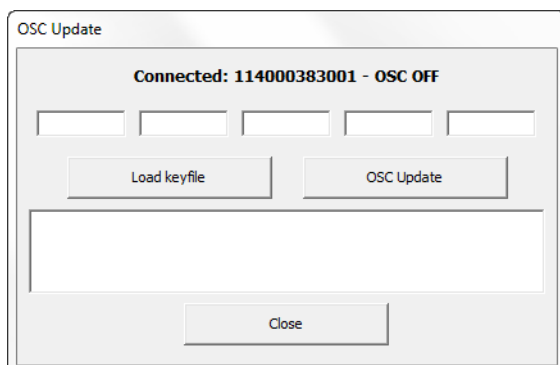 OSC Update
Connected: 114000383001 - OSC OFF
Load keyfile OSC Update
Close